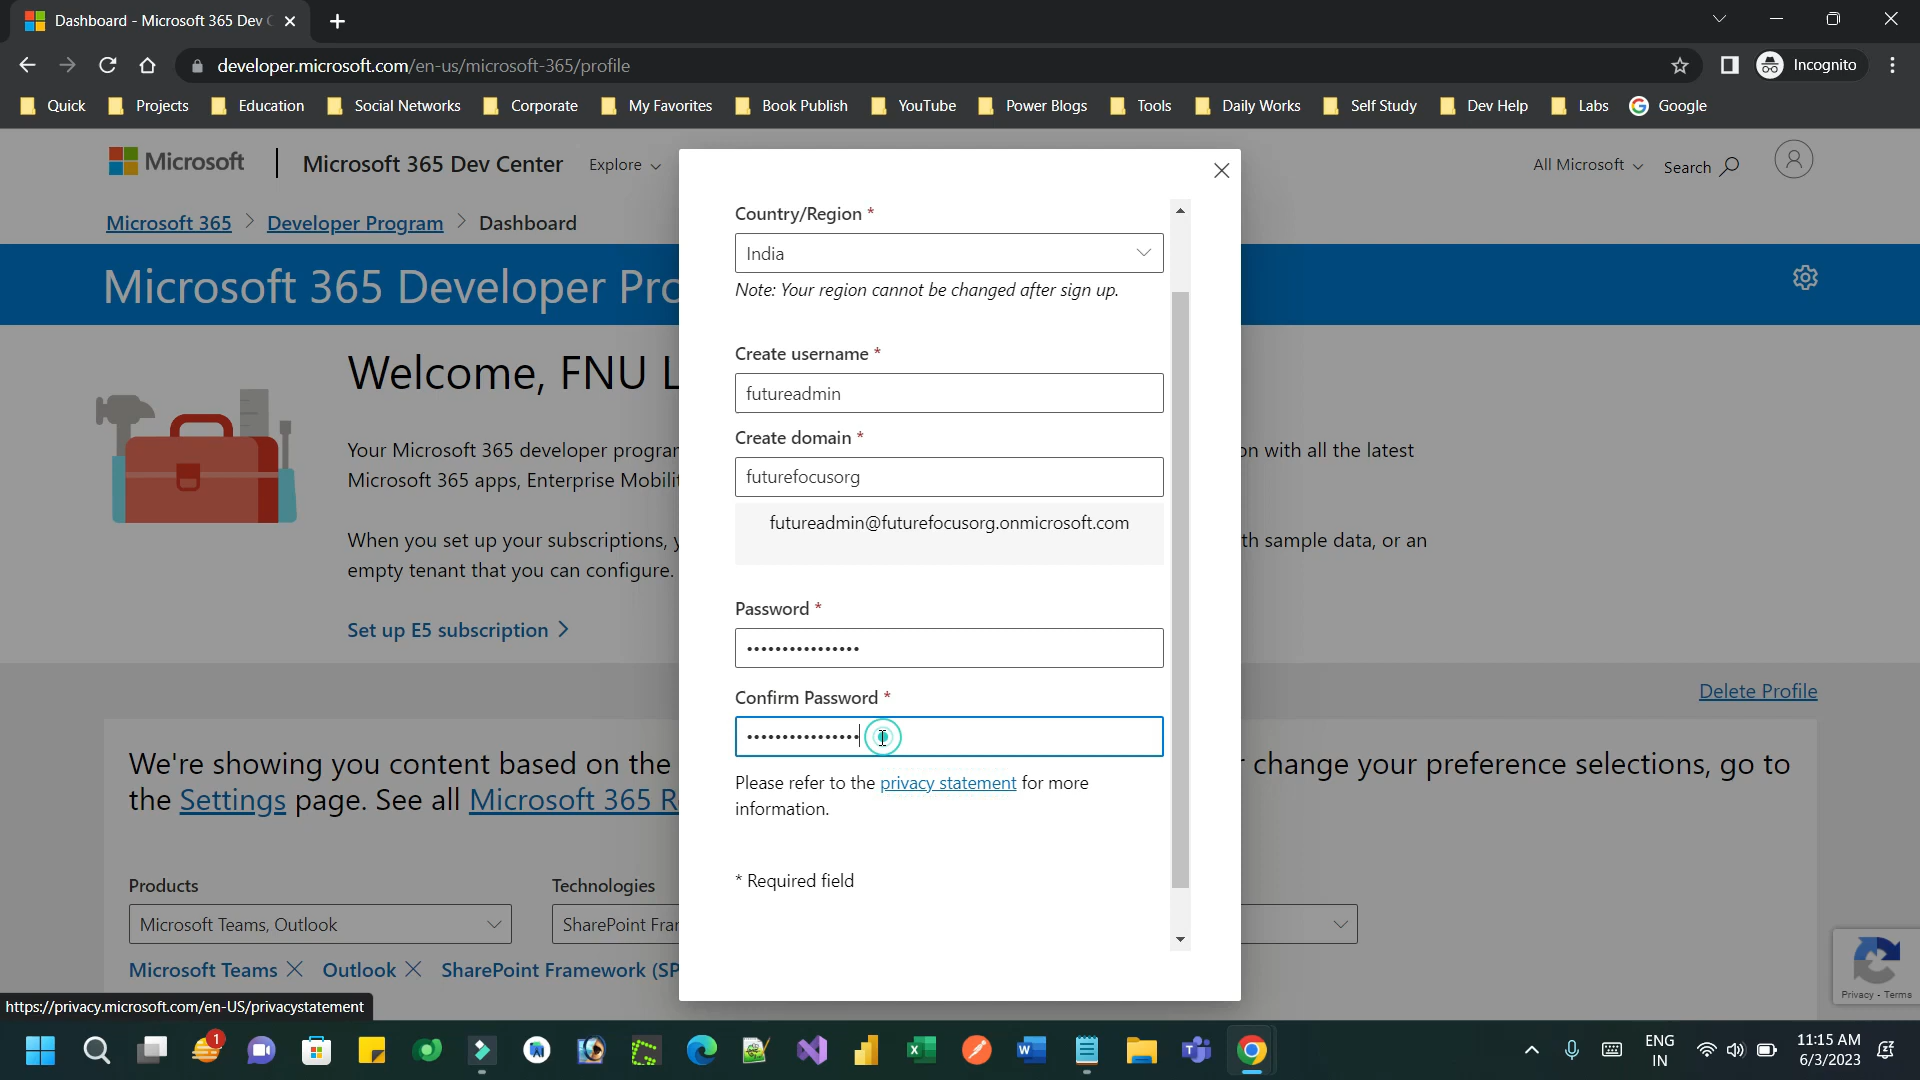 Dashboard - Microsoft 365 Dev C
developer.microsoft.com/en-us/microsoft-365/profile
Incognito
Quick
Projects
Education
Social Networks
Corporate
My Favorites
Book Publish
YouTube
Power Blogs
Tools
Daily Works
Self Study
Dev Help
Labs
Google
Microsoft
Microsoft 365 Dev Center
Explore
All Microsoft
Search
Microsoft 365 > Developer Program > Dashboard
Microsoft 365 Developer Pro
Welcome, FNU L
Your Microsoft 365 developer progra
on with all the latest
Microsoft 365 apps, Enterprise Mobili
When you set up your subscriptions, y
th sample data, or an
empty tenant that you can configure.
Set up E5 subscription >
Country/Region *
India
Note: Your region cannot be changed after sign up.
Create username *
futureadmin
Create domain *
futurefocusorg
futureadmin@futurefocusorg.onmicrosoft.com
Password *
••••••••••••••••
Confirm Password *
••••••••••••••••
Please refer to the privacy statement for more
information.
* Required field
Delete Profile
We're showing you content based on the
r change your preference selections, go to
the Settings page. See all Microsoft 365 R
Products
Technologies
Microsoft Teams, Outlook
SharePoint Fra
Microsoft Teams
Outlook
SharePoint Framework (SP
Privacy - Terms
https://privacy.microsoft.com/en-US/privacystatement
1
ENG
IN
11:15 AM
6/3/2023